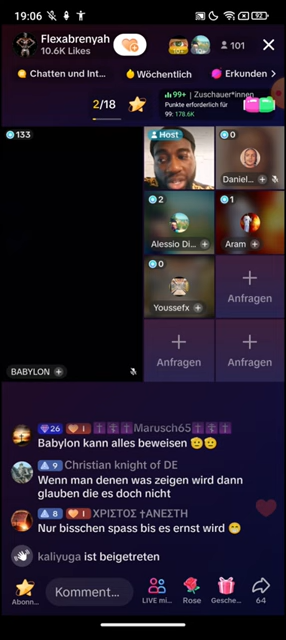 19:06
92
Flexabrenyah
10.6K Likes
101
Chatten und Int...
Wöchentlich
Erkunden >
2/18
99+ | Zuschauer*innen
Punkte erforderlich für
99: 178.6K
133
Host
0
Daniel...
2
1
Alessio Di...
Aram
0
Youssefx
Anfragen
BABYLON
Anfragen
Anfragen
26 I Marusch65
Babylon kann alles beweisen
9 Christian knight of DE
Wenn man denen was zeigen wird dann
glauben die es doch nicht
8 I ΧΡΙΣΤΟΣ †ΑΝΕΣΤΗ
Nur bisschen spass bis es ernst wird
kaliyuga ist beigetreten
Abonn...
Komment...
LIVE mi...
Rose
Gesche...
64